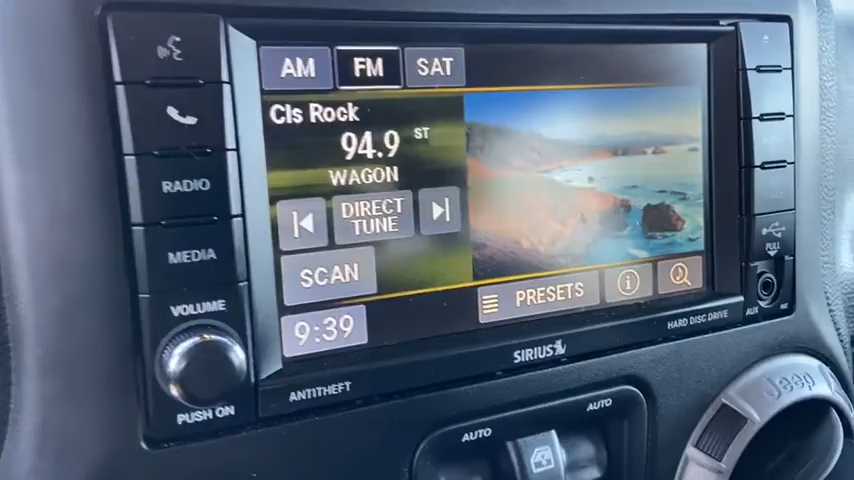 AM FM SAT
Cls Rock
94.9 ST
WAGON
DIRECT
TUNE
SCAN
PRESETS
9:39
RADIO
MEDIA
VOLUME
PUSH ON
ANTITHEFT
SIRIUS
HARD DISC DRIVE
PULL
AUX
AUTO
AUTO
Jeep